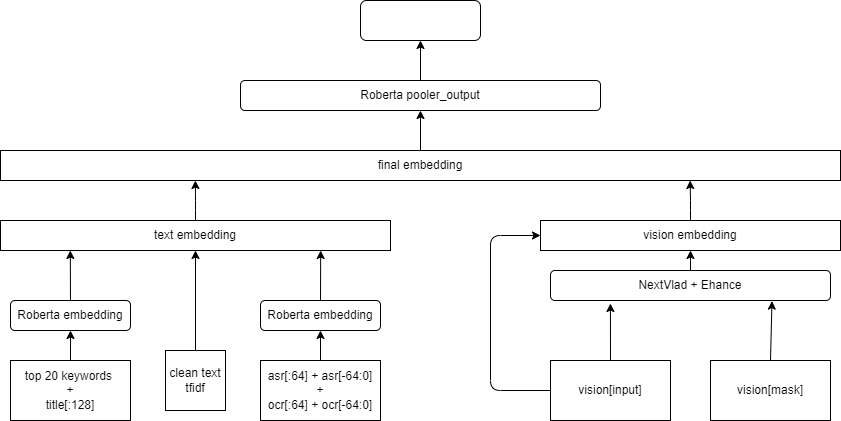 Roberta pooler_output
final embedding
text embedding
vision embedding
NextVlad + Ehance
Roberta embedding
Roberta embedding
top 20 keywords
+
title[:128]
clean text
tfidf
asr[:64] + asr[-64:0]
+
ocr[:64] + ocr[-64:0]
vision[input]
vision[mask]